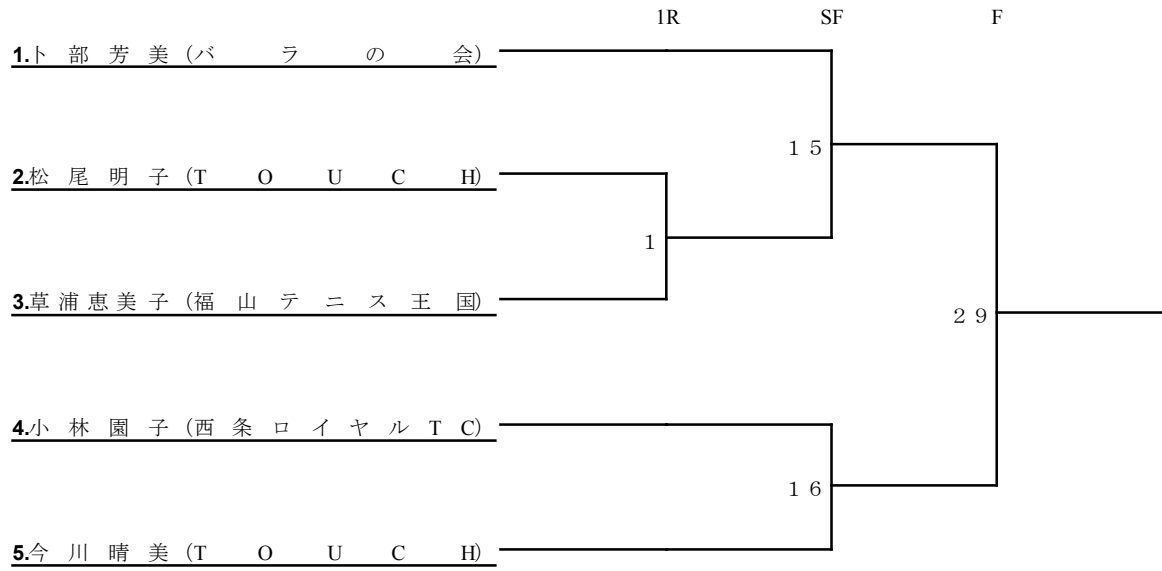 1R SF F
1.卜部芳美(バラの会)
15
2.松尾明子(TOUCH)
1
3.草浦恵美子(福山テニス王国)
29
4.小林園子(西条ロイヤルTC)
16
5.今川晴美(TOUCH)